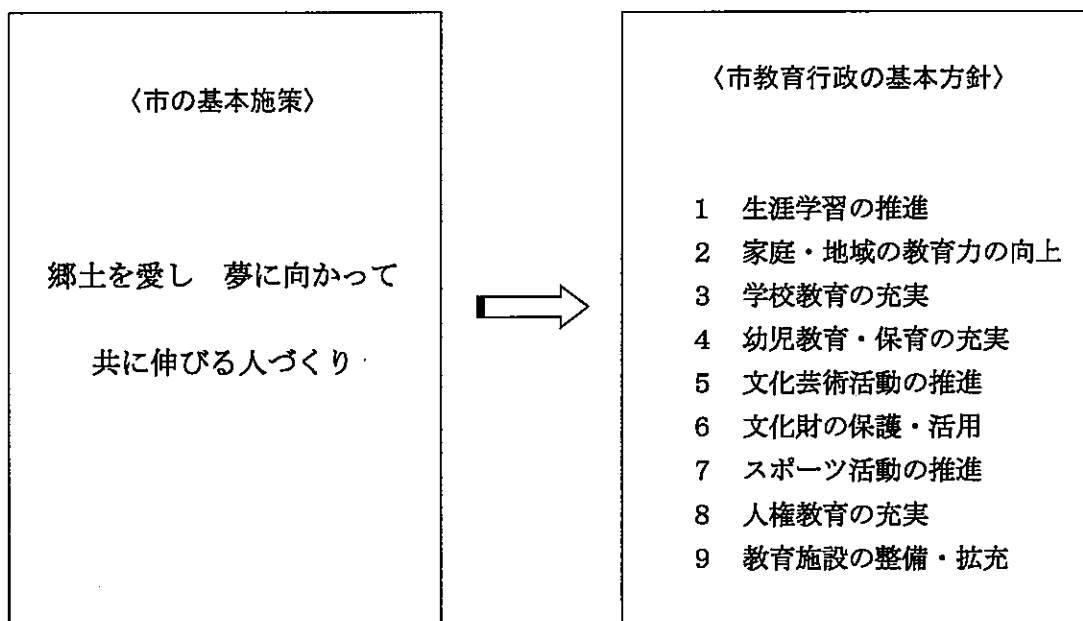 〈市の基本施策〉
郷土を愛し　夢に向かって
共に伸びる人づくり
〈市教育行政の基本方針〉
1　生涯学習の推進
2　家庭・地域の教育力の向上
3　学校教育の充実
4　幼児教育・保育の充実
5　文化芸術活動の推進
6　文化財の保護・活用
7　スポーツ活動の推進
8　人権教育の充実
9　教育施設の整備・拡充